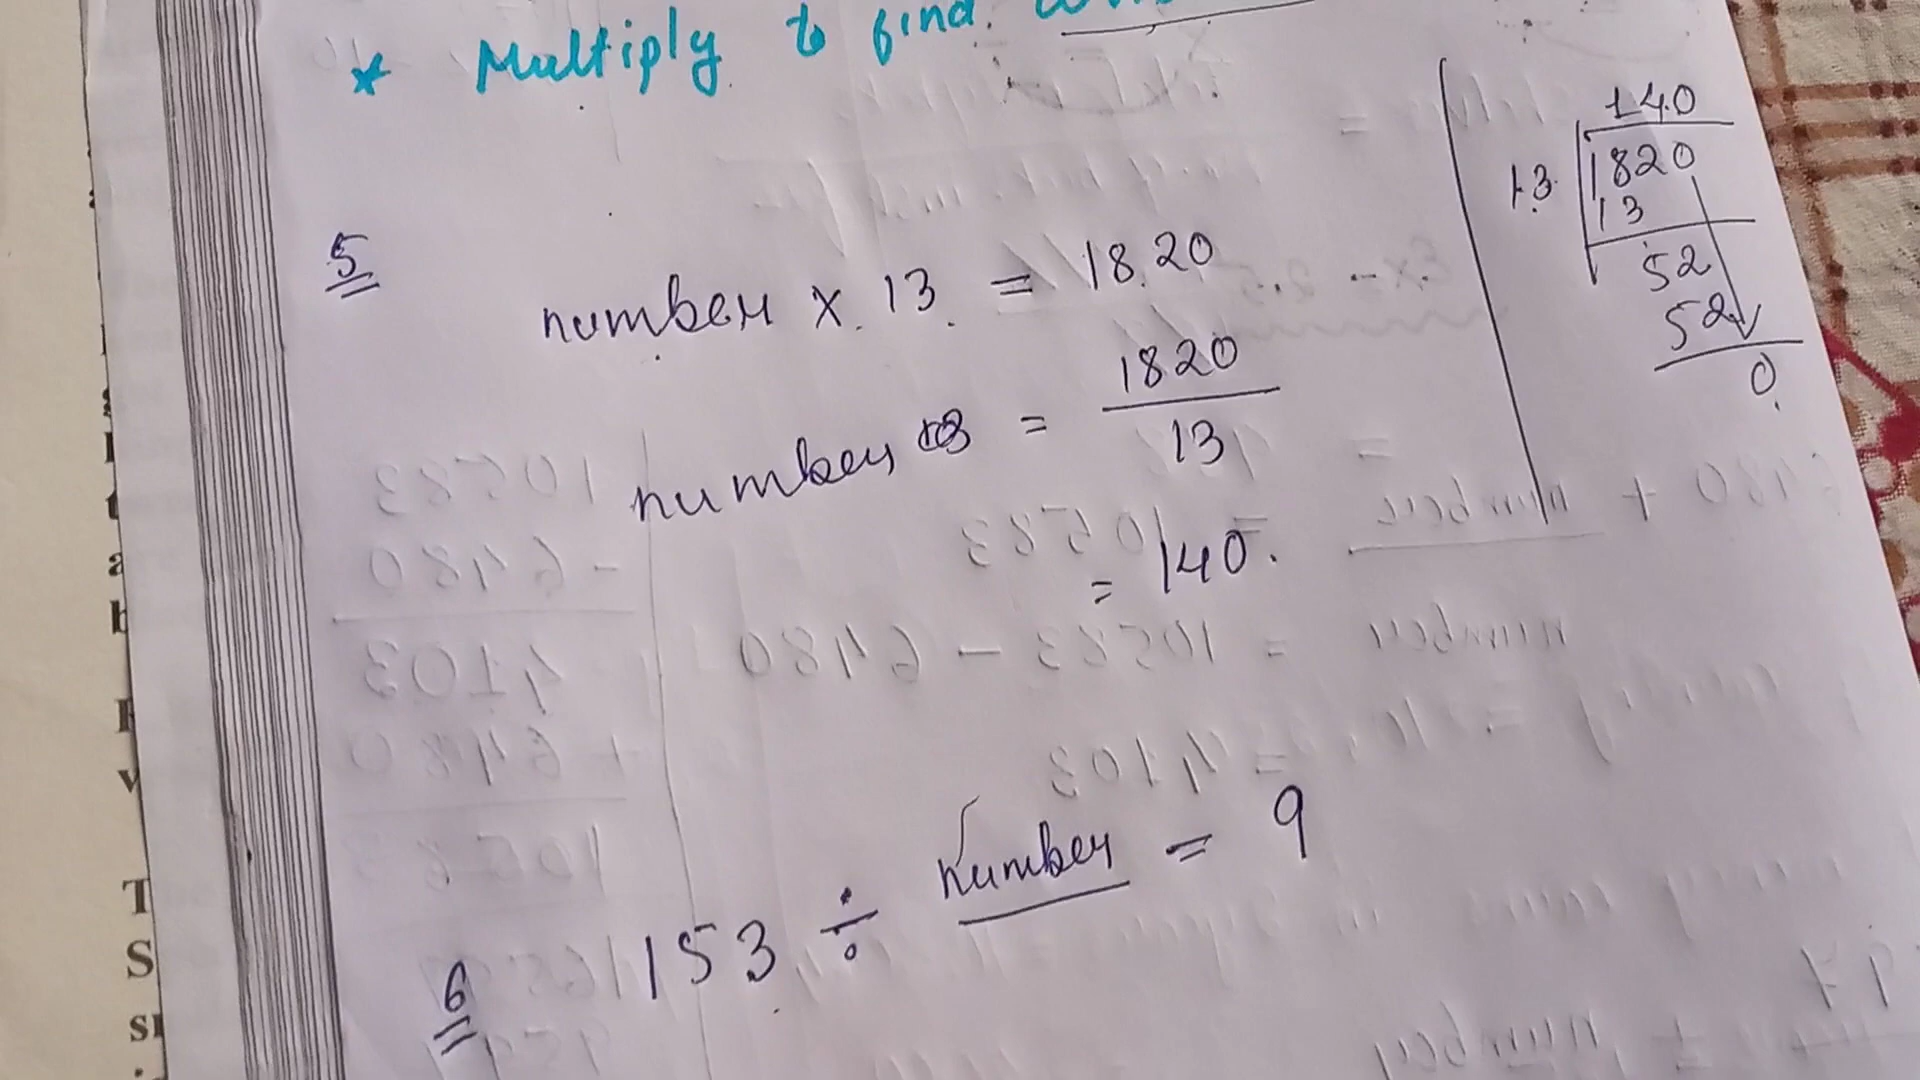 * Multiply to find.
5
number x 13 = 1820
number = 1820
13
= 140.
140
13 1820
13
52
52
0
6 153 ÷ number = 9